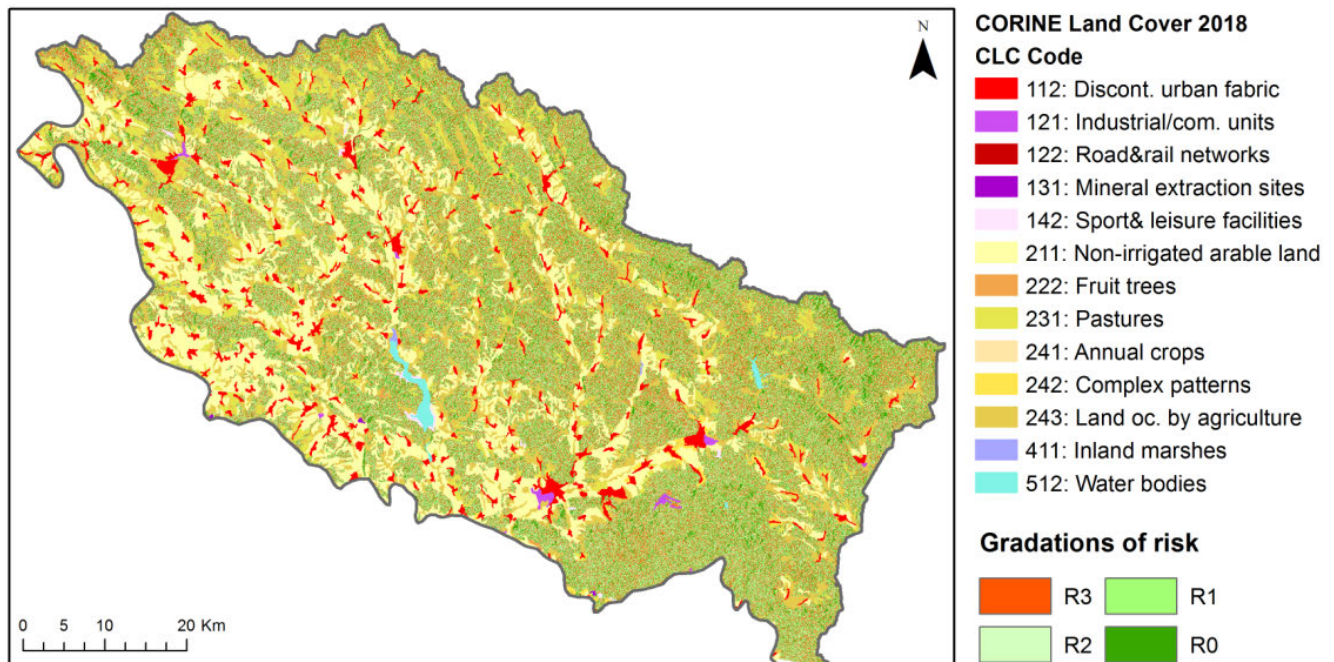 N
CORINE Land Cover 2018
CLC Code
112: Discont. urban fabric
121: Industrial/com. units
122: Road&rail networks
131: Mineral extraction sites
142: Sport& leisure facilities
211: Non-irrigated arable land
222: Fruit trees
231: Pastures
241: Annual crops
242: Complex patterns
243: Land oc. by agriculture
411: Inland marshes
512: Water bodies
Gradations of risk
R3 R1
R2 R0
0 5 10 20 Km